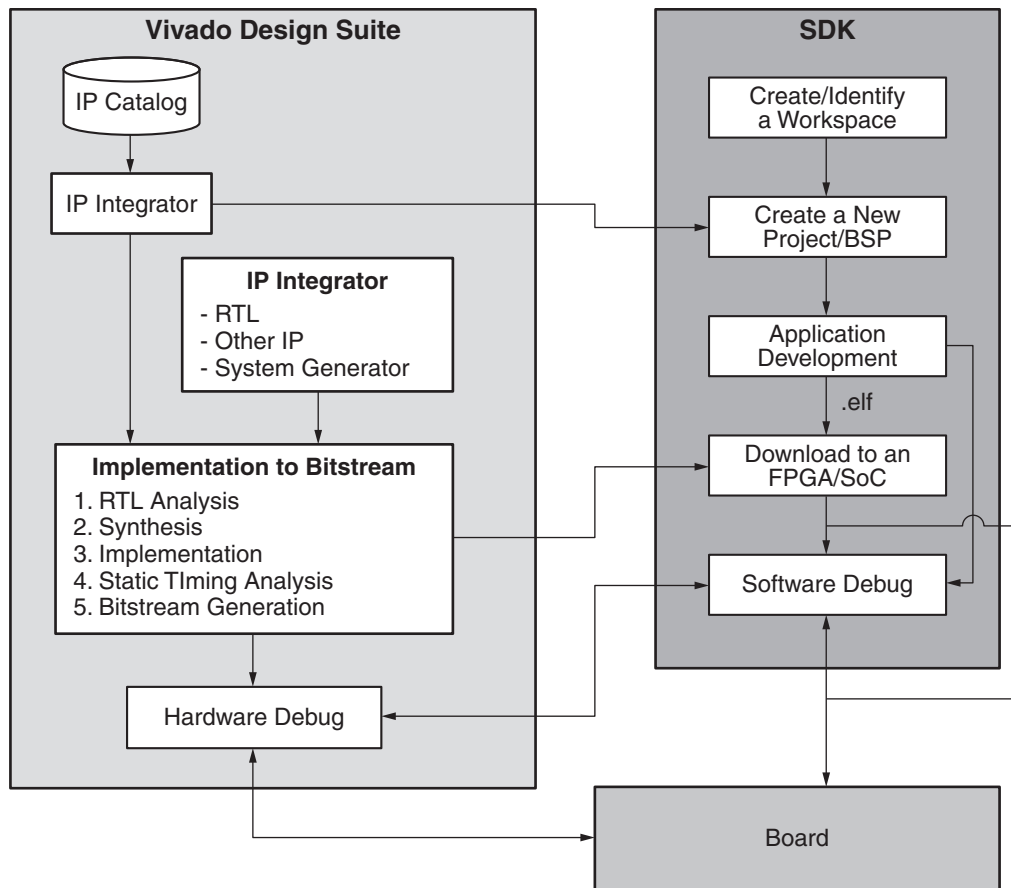 Vivado Design Suite
IP Catalog
IP Integrator
IP Integrator
- RTL
- Other IP
- System Generator
Implementation to Bitstream
1. RTL Analysis
2. Synthesis
3. Implementation
4. Static TIming Analysis
5. Bitstream Generation
Hardware Debug
SDK
Create/Identify
a Workspace
Create a New
Project/BSP
Application
Development
.elf
Download to an
FPGA/SoC
Software Debug
Board